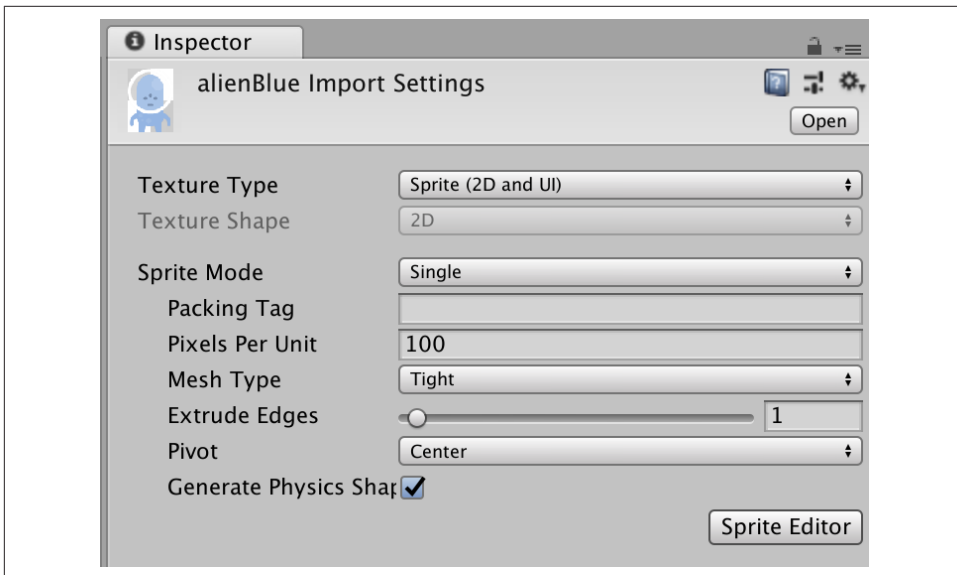 Inspector
alienBlue Import Settings
Open
Texture Type Sprite (2D and UI)
Texture Shape 2D
Sprite Mode Single
Packing Tag
Pixels Per Unit 100
Mesh Type Tight
Extrude Edges 1
Pivot Center
Generate Physics Shap
Sprite Editor